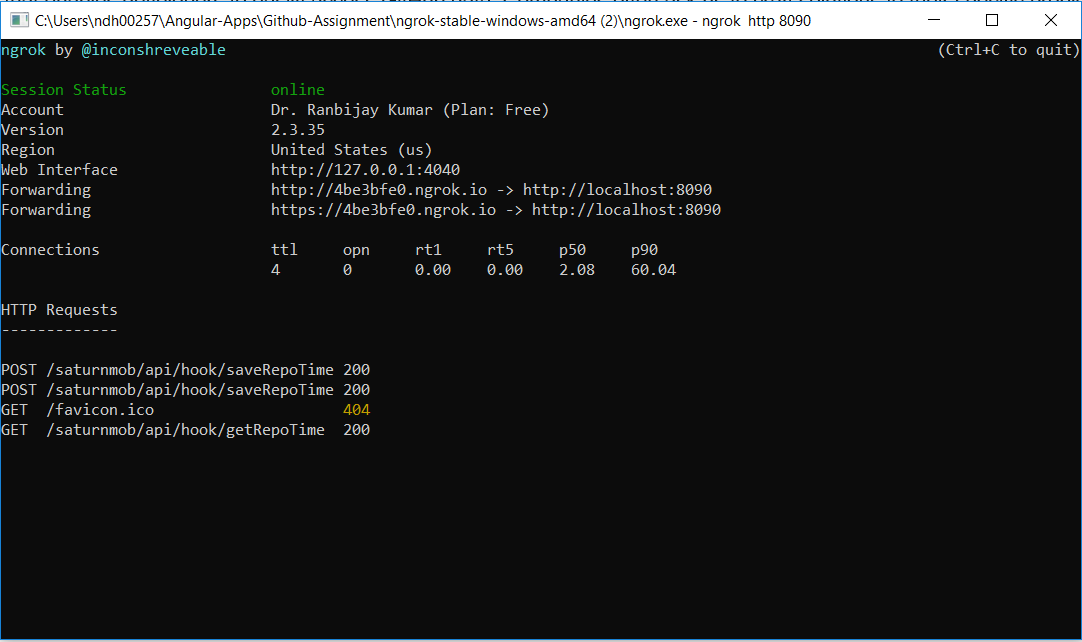 C:\Users\ndh00257\Angular-Apps\Github-Assignment\ngrok-stable-windows-amd64 (2)\ngrok.exe - ngrok  http 8090
ngrok by @inconshreveable (Ctrl+C to quit)
Session Status online
Account Dr. Ranbijay Kumar (Plan: Free)
Version 2.3.35
Region United States (us)
Web Interface http://127.0.0.1:4040
Forwarding http://4be3bfe0.ngrok.io -> http://localhost:8090
Forwarding https://4be3bfe0.ngrok.io -> http://localhost:8090
Connections ttl opn rt1 rt5 p50 p90
4 0 0.00 0.00 2.08 60.04
HTTP Requests
-------------
POST /saturnmob/api/hook/saveRepoTime 200
POST /saturnmob/api/hook/saveRepoTime 200
GET /favicon.ico 404
GET /saturnmob/api/hook/getRepoTime 200